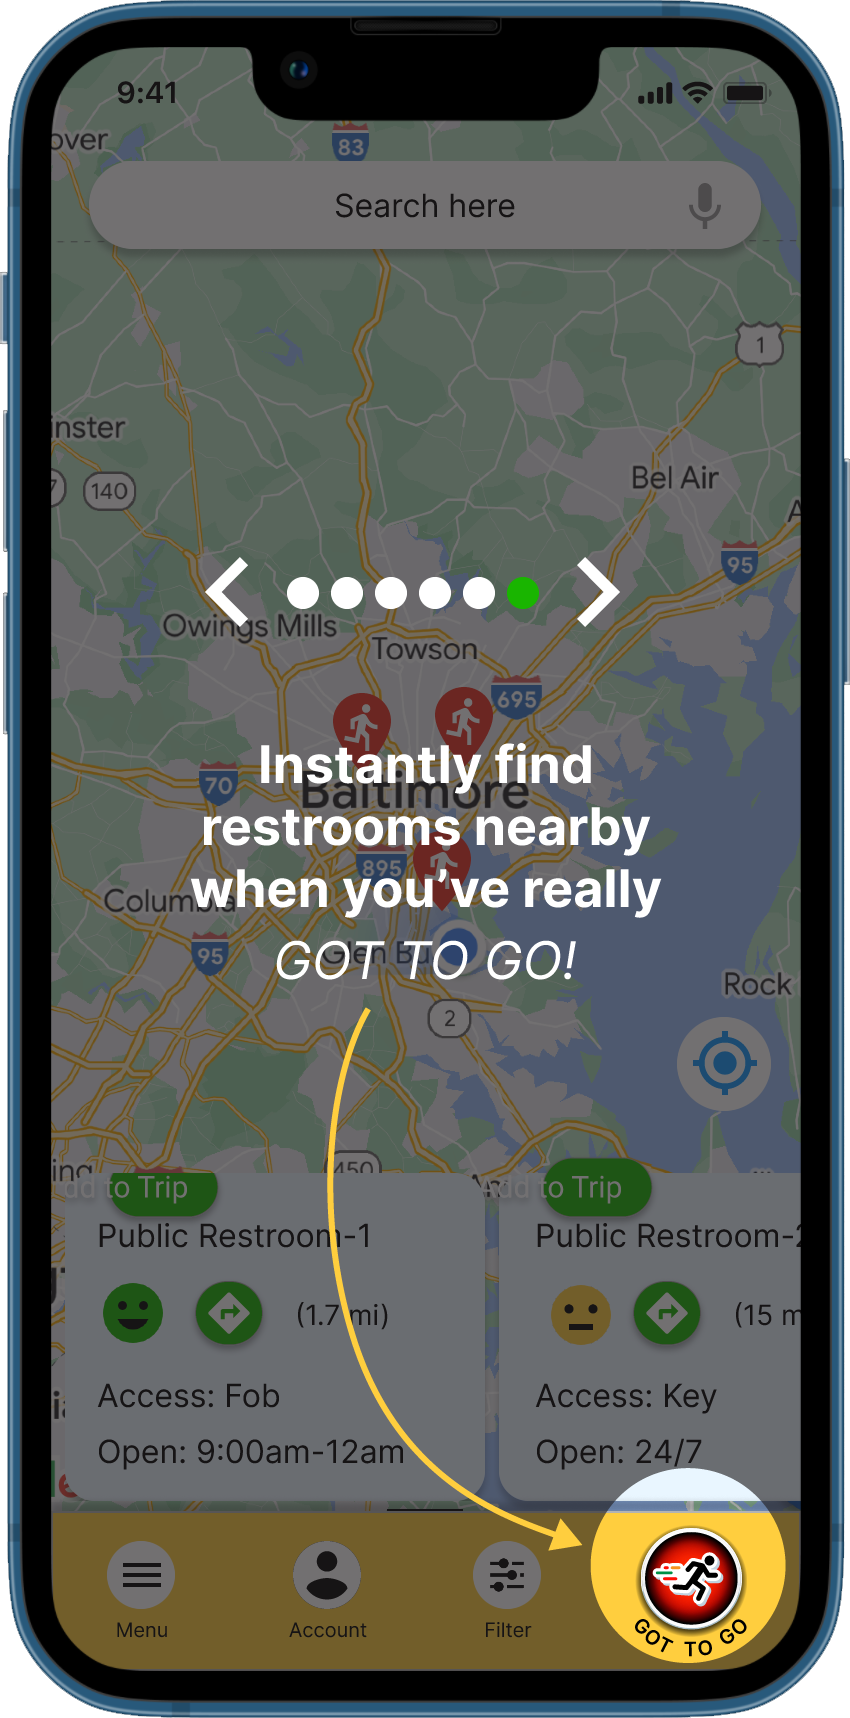 9:41
over
83
Search here
1
inster
140
Bel Air
95
Owings Mills
Towson
695
70
Baltimore
Instantly find
restrooms nearby
895
when you've really
Columbia
GOT TO GO!
95
Glen Bu
Rock
2
ing
450
dd to Trip
Add to Trip
Public Restroom-1
Public Restroom-2
(1.7 mi)
(15 m
Access: Fob
Access: Key
Open: 9:00am-12am
Open: 24/7
Menu
Account
Filter
GOT TO GO